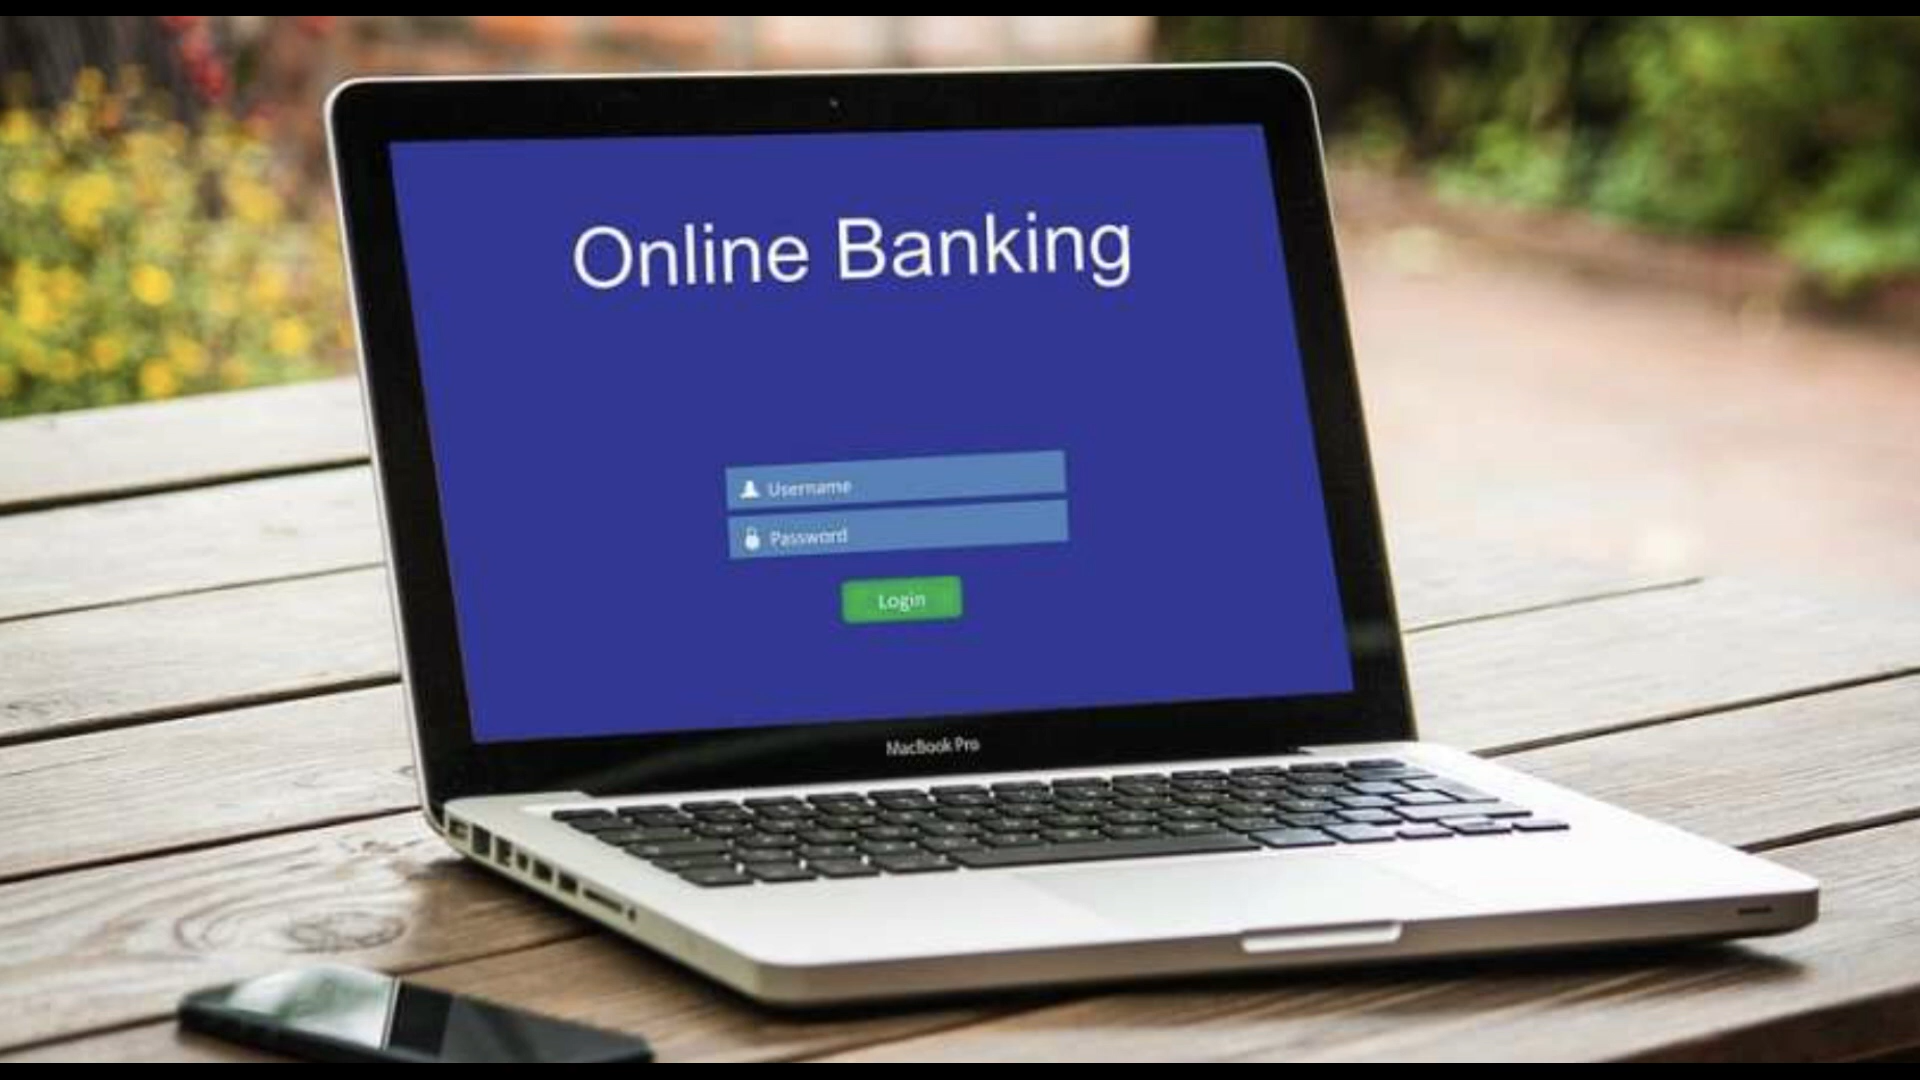 Online Banking
Username
Password
Login
MacBook Pro